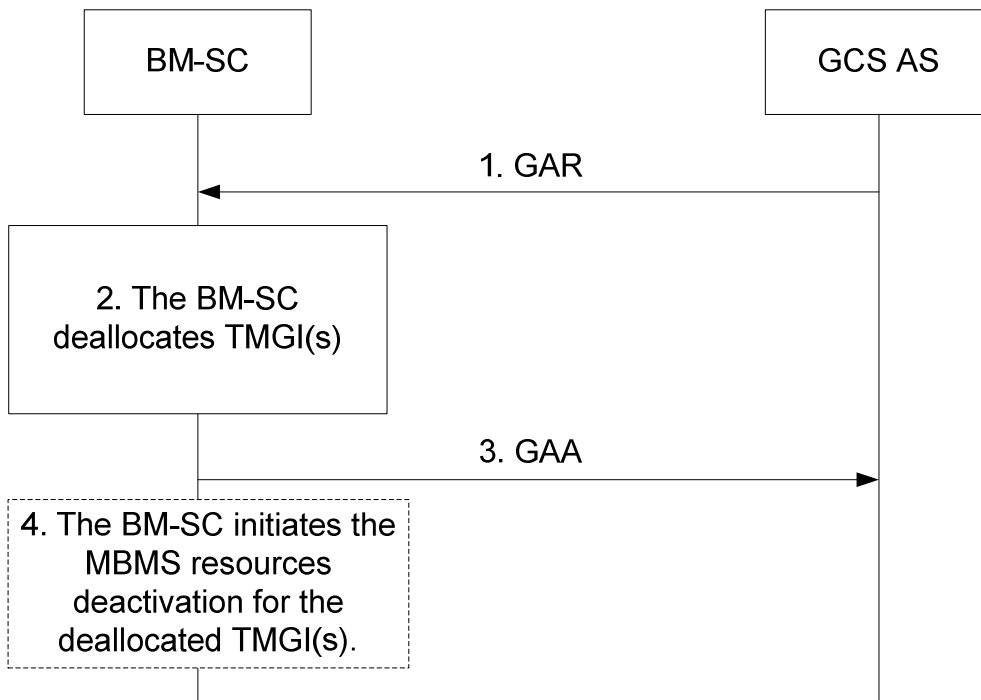 BM-SC
GCS AS
1. GAR
2. The BM-SC
deallocates TMGI(s)
3. GAA
4. The BM-SC initiates the
MBMS resources
deactivation for the
deallocated TMGI(s).